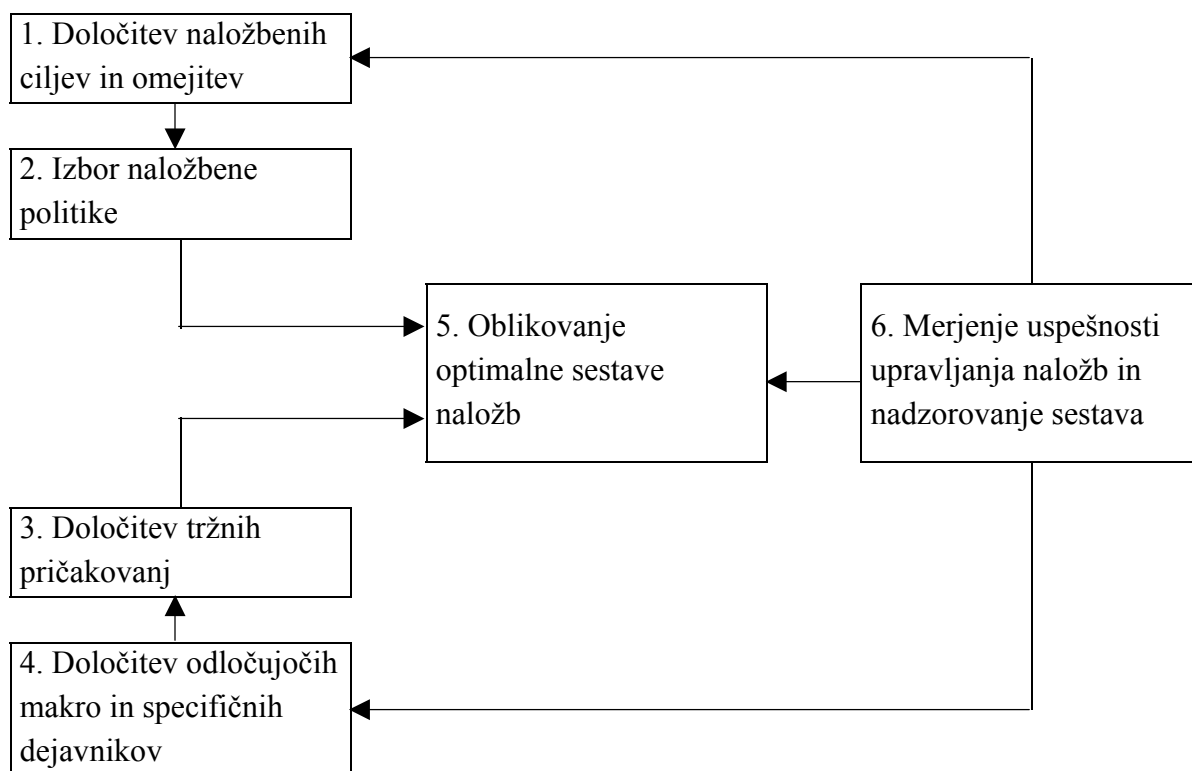 1. Določitev naložbenih
ciljev in omejitev
2. Izbor naložbene
politike
5. Oblikovanje
optimalne sestave
naložb
6. Merjenje uspešnosti
upravljanja naložb in
nadzorovanje sestava
3. Določitev tržnih
pričakovanj
4. Določitev odločujočih
makro in specifičnih
dejavnikov